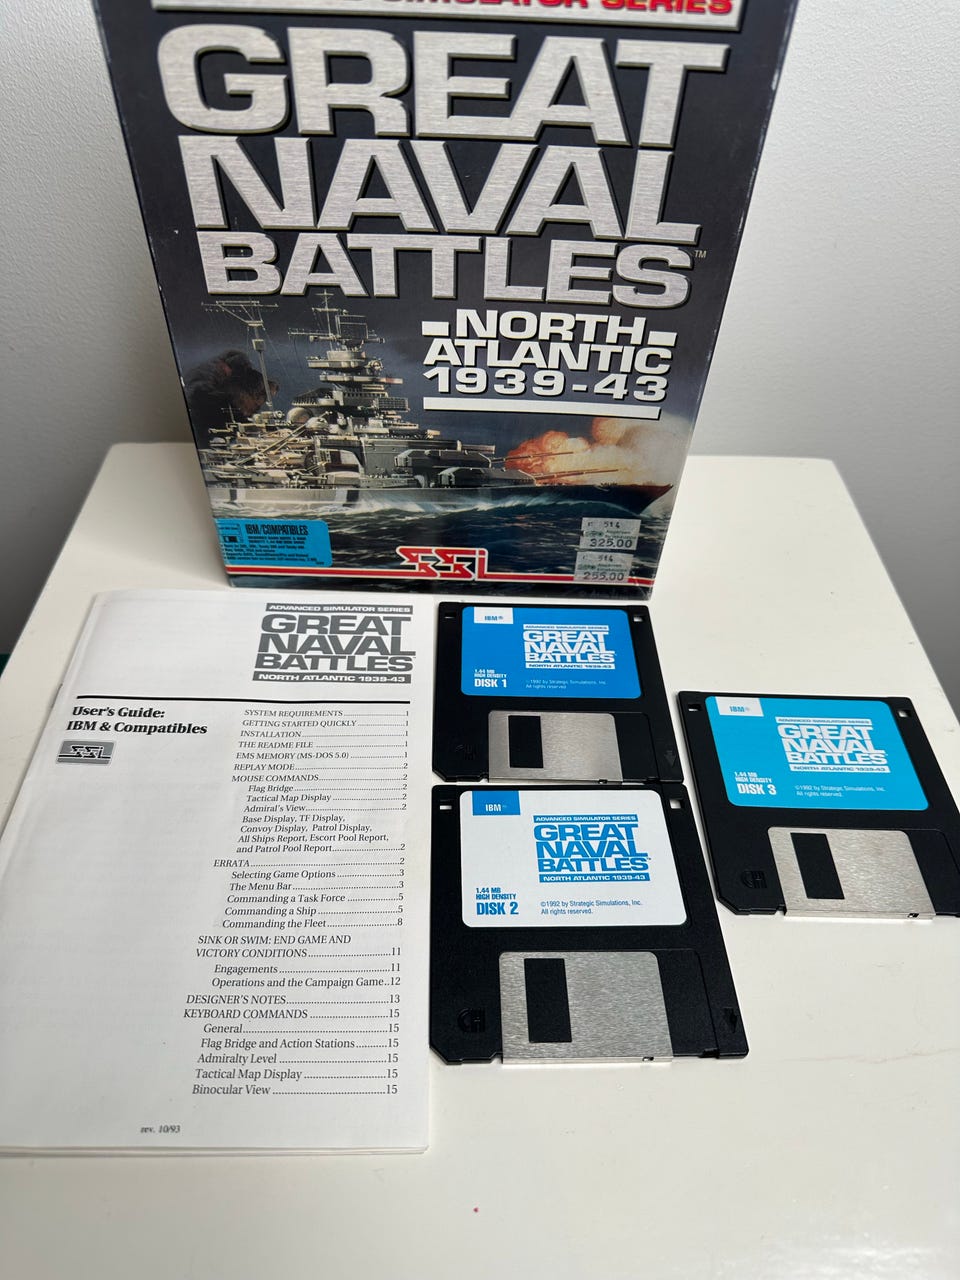 SIMULATOR SERIES
GREAT
NAVAL
BATTLES™
NORTH
ATLANTIC
1939-43
IBM/COMPATIBLES
SSI
514
325,00
514
255,00
ADVANCED SIMULATOR SERIES
GREAT
NAVAL
BATTLES™
NORTH ATLANTIC 1939-43
User's Guide:
IBM & Compatibles
SSI
SYSTEM REQUIREMENTS 1
GETTING STARTED QUICKLY 1
INSTALLATION 1
THE README FILE 1
EMS MEMORY (MS-DOS 5.0) 1
REPLAY MODE 2
MOUSE COMMANDS 2
Flag Bridge 2
Tactical Map Display 2
Admiral's View 2
Base Display, TF Display,
Convoy Display, Patrol Display,
All Ships Report, Escort Pool Report,
and Patrol Pool Report 2
ERRATA 2
Selecting Game Options 3
The Menu Bar 3
Commanding a Task Force 5
Commanding a Ship 5
Commanding the Fleet 8
SINK OR SWIM: END GAME AND
VICTORY CONDITIONS 11
Engagements 11
Operations and the Campaign Game 12
DESIGNER'S NOTES 13
KEYBOARD COMMANDS 15
General 15
Flag Bridge and Action Stations 15
Admiralty Level 15
Tactical Map Display 15
Binocular View 15
rev. 10/93
IBM®
ADVANCED SIMULATOR SERIES
GREAT
NAVAL
BATTLES™
NORTH ATLANTIC 1939-43
1.44 MB
HIGH DENSITY
DISK 1
©1992 by Strategic Simulations, Inc.
All rights reserved.
IBM®
ADVANCED SIMULATOR SERIES
GREAT
NAVAL
BATTLES™
NORTH ATLANTIC 1939-43
1.44 MB
HIGH DENSITY
DISK 3
©1992 by Strategic Simulations, Inc.
All rights reserved.
IBM®
ADVANCED SIMULATOR SERIES
GREAT
NAVAL
BATTLES™
NORTH ATLANTIC 1939-43
1.44 MB
HIGH DENSITY
DISK 2
©1992 by Strategic Simulations, Inc.
All rights reserved.